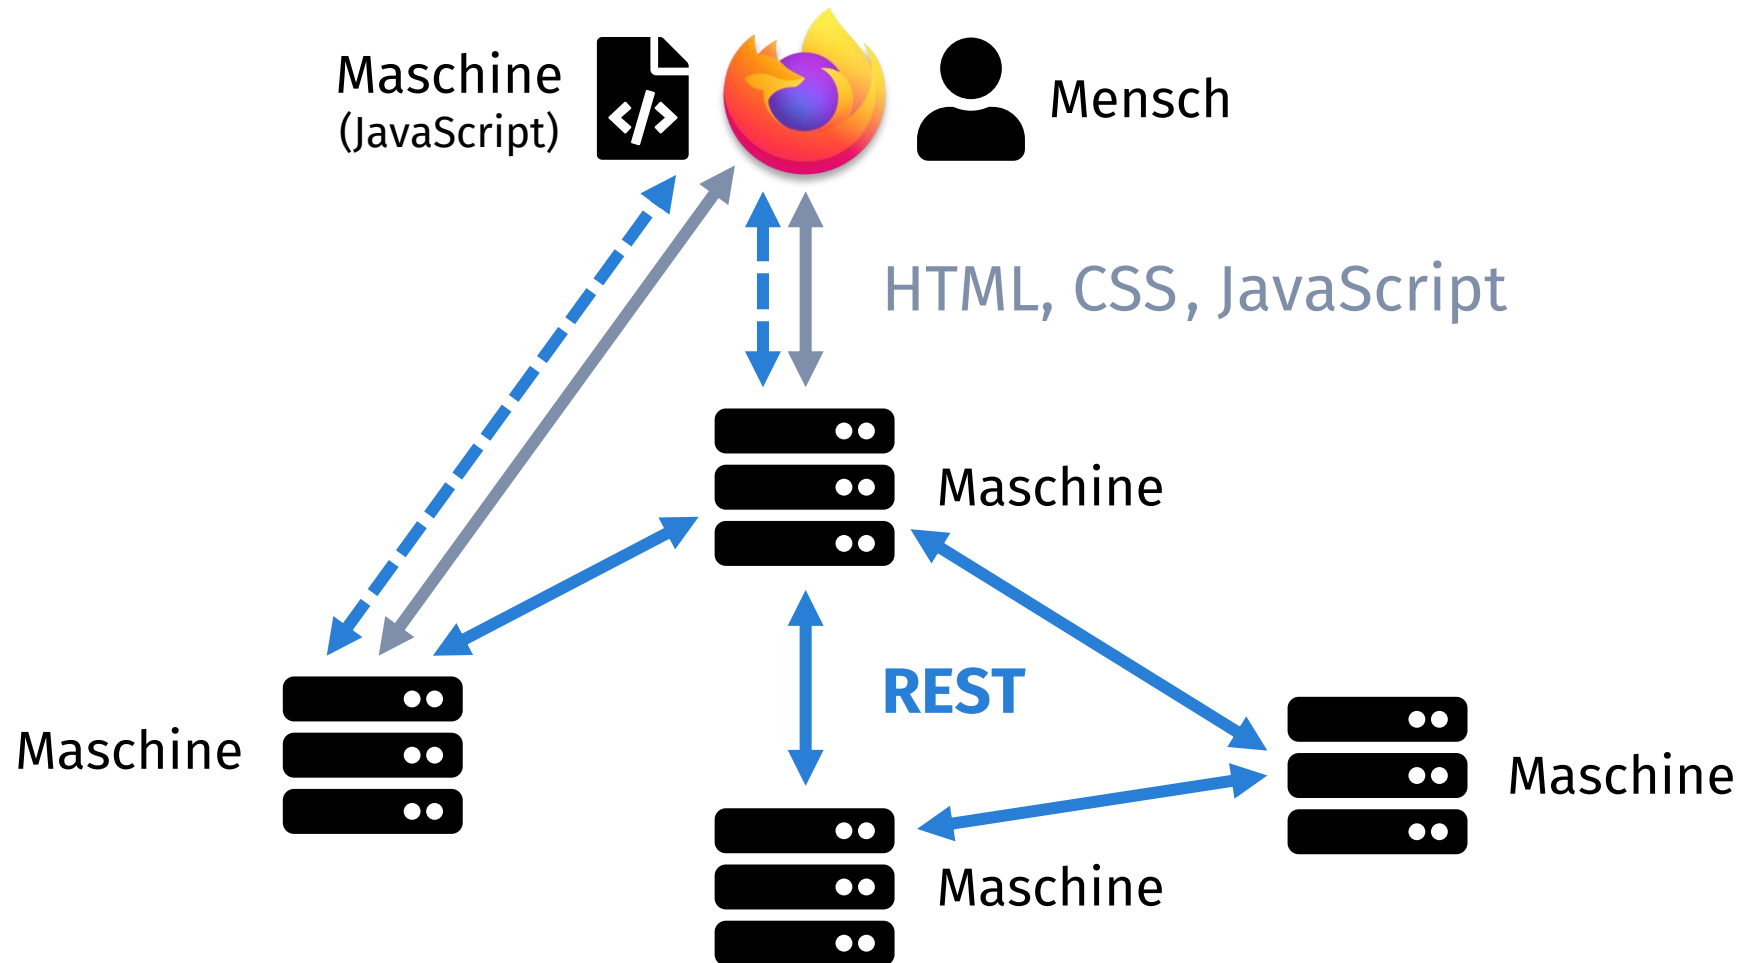 Maschine
(JavaScript)
</>
Mensch
HTML, CSS, JavaScript
Maschine
REST
Maschine
Maschine
Maschine